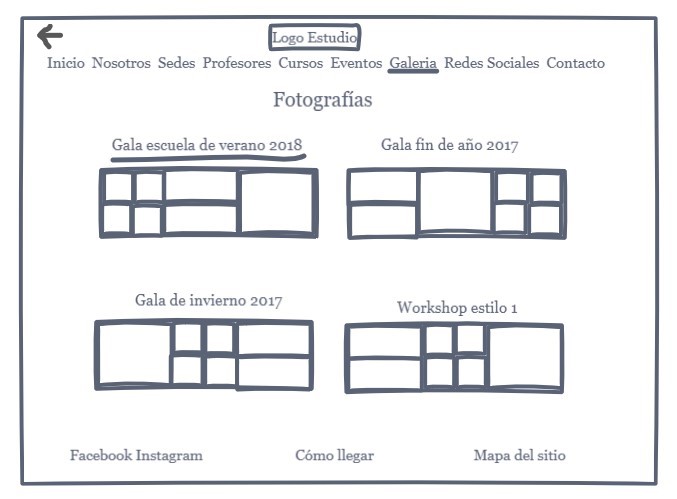 Logo Estudio
Inicio Nosotros Sedes Profesores Cursos Eventos Galeria Redes Sociales Contacto
Fotografías
Gala escuela de verano 2018
Gala fin de año 2017
Gala de invierno 2017
Workshop estilo 1
Facebook Instagram
Cómo llegar
Mapa del sitio